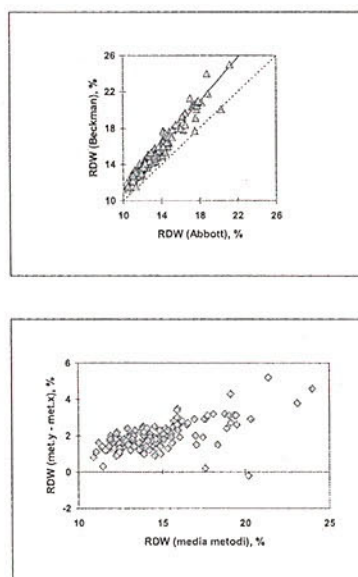 26
22
18
14
10
RDW (Beckman), %
10 14 18 22 26
RDW (Abbott), %
6
4
2
0
-2
RDW (met.y - met.x), %
10 15 20 25
RDW (media metodi), %